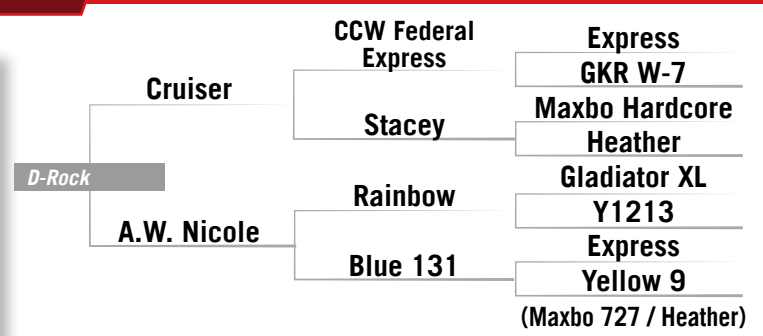 CCW Federal
Express
Express
GKR W-7
Cruiser
Maxbo Hardcore
Stacey
Heather
D-Rock
Gladiator XL
Rainbow
Y1213
A.W. Nicole
Express
Blue 131
Yellow 9
(Maxbo 727 / Heather)